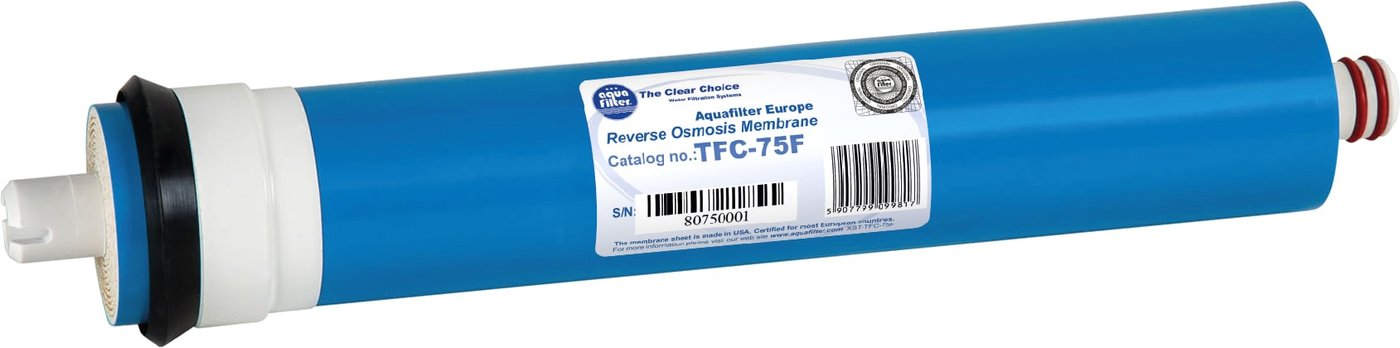 aqua
filter
The Clear Choice
Water Filtration Systems
Aquafilter Europe
Reverse Osmosis Membrane
Catalog no.:TFC-75F
S/N:
80750001
5 907799 099817
The membrane sheet is made in USA. Certified for most European countries.
For more information please visit our web site www.aquafilter.com XST-TFC-75F
aqua
filter